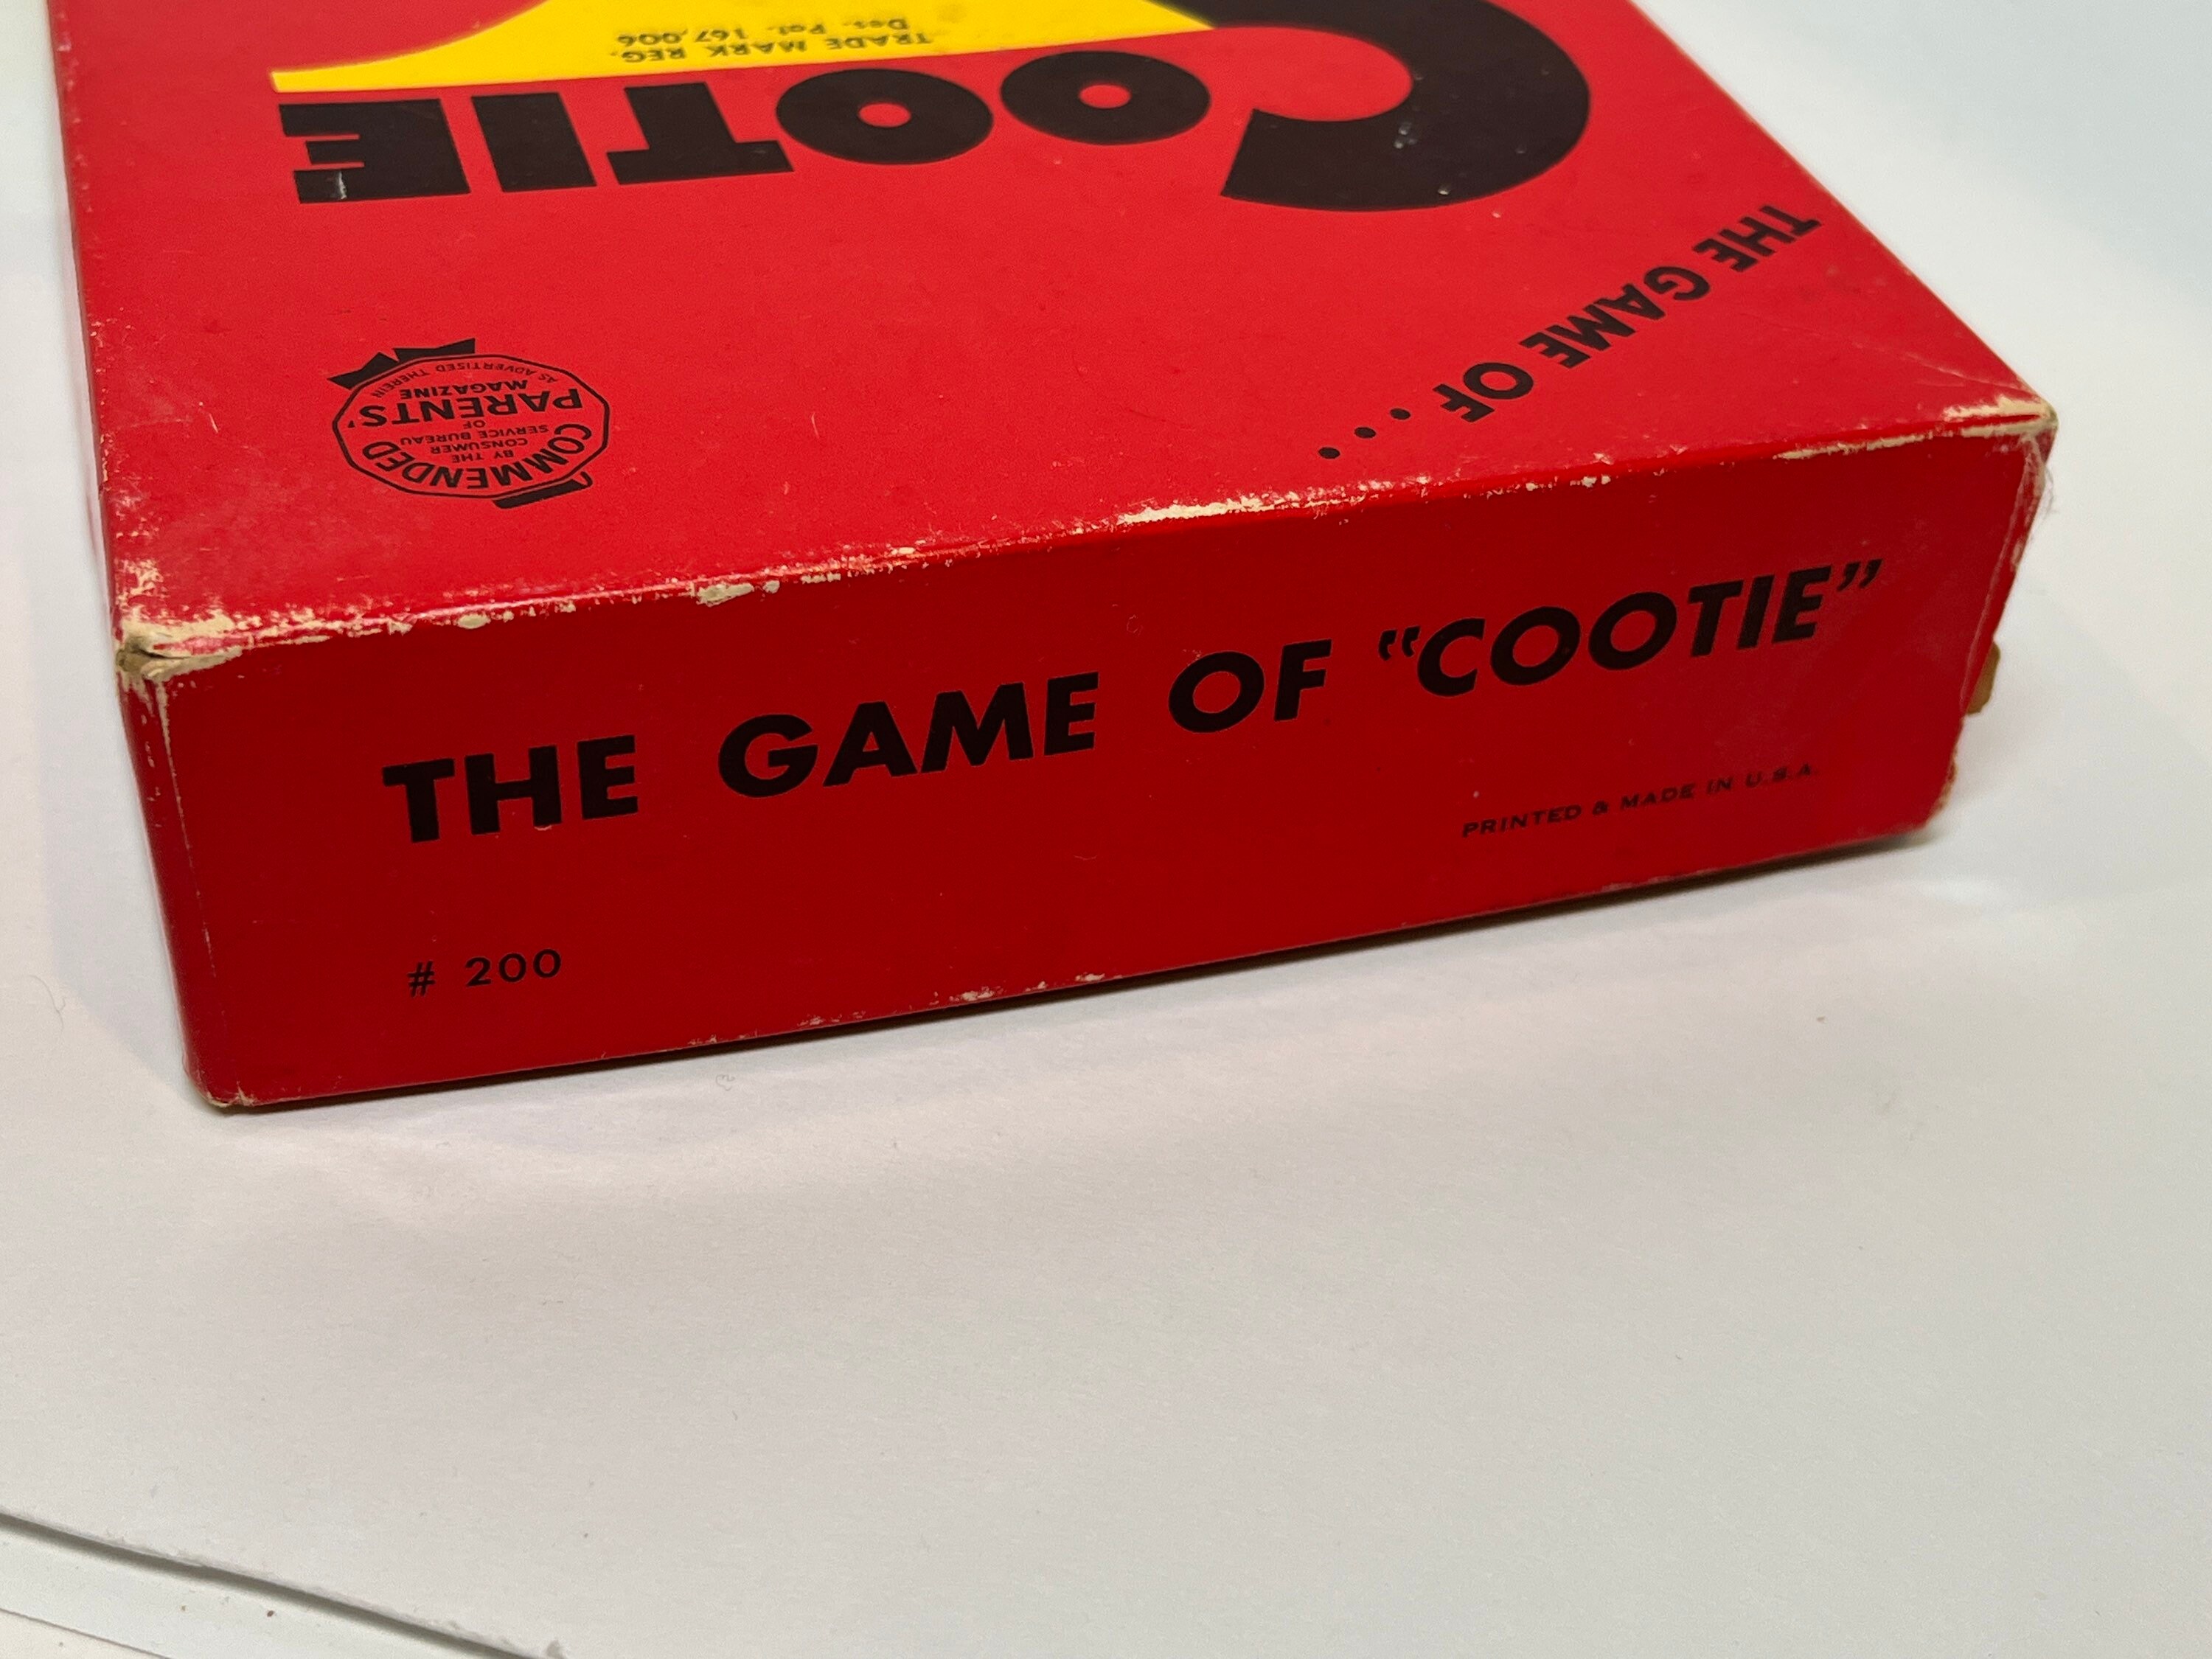 THE GAME OF....
COOTIE
TRADE MARK REG.
Des. Pat. 167,006
COMMENDED
BY THE
CONSUMER
SERVICE BUREAU
OF
PARENTS'
MAGAZINE
AS ADVERTISED THEREIN
THE GAME OF "COOTIE"
PRINTED & MADE IN U.S.A.
# 200